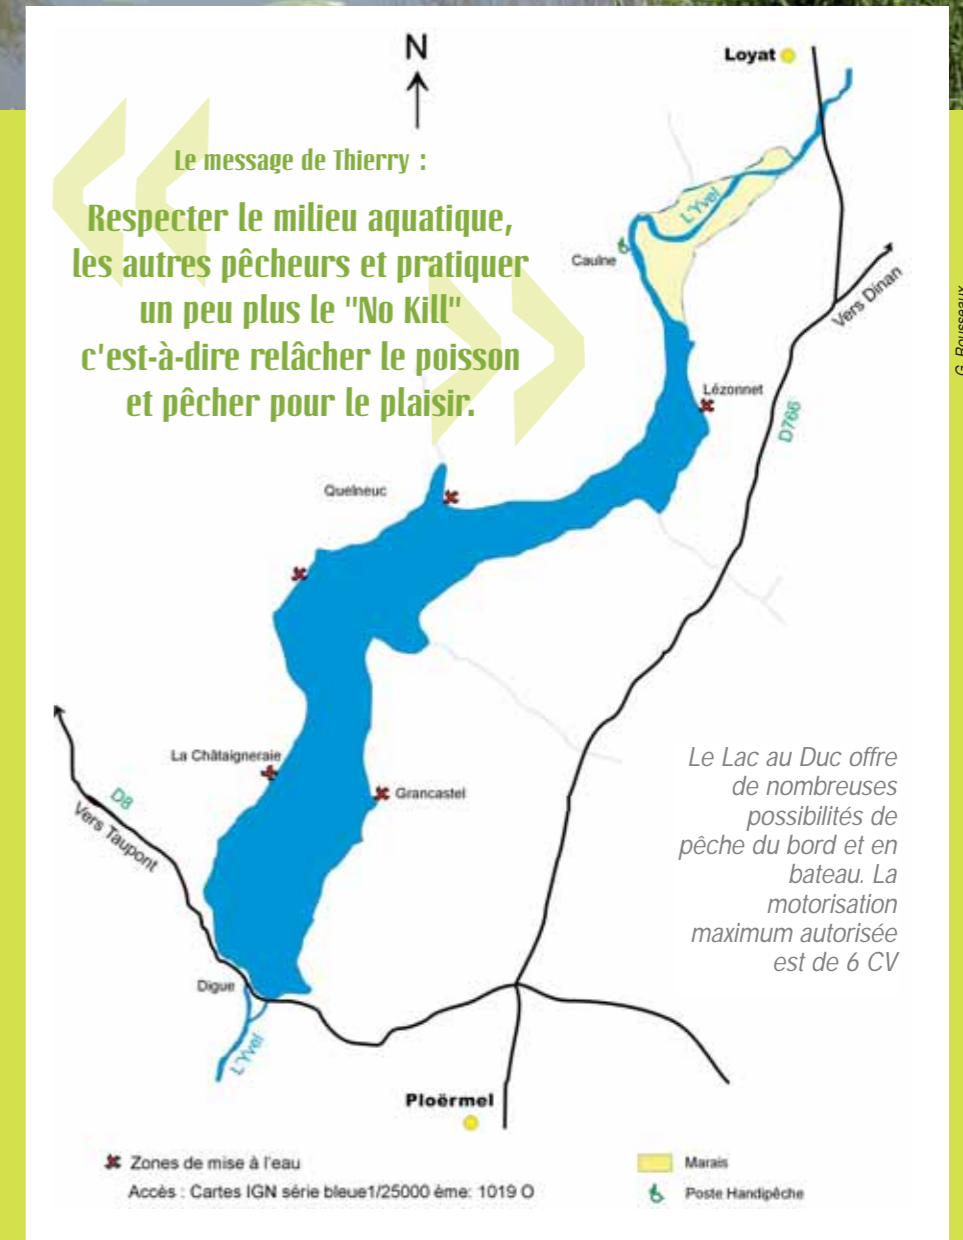 N
Loyat
Le message de Thierry :
Respecter le milieu aquatique,
les autres pêcheurs et pratiquer
un peu plus le "No Kill"
c'est-à-dire relâcher le poisson
et pêcher pour le plaisir.
L'Yvel
Caulne
Vers Dinan
G. Rousseaux
Lézonnet
D766
Quelneuc
La Châtaigneraie
Grancastel
D8
Vers Taupont
Le Lac au Duc offre
de nombreuses
possibilités de
pêche du bord et en
bateau. La
motorisation
maximum autorisée
est de 6 CV
Digue
L'Yvel
Ploërmel
Zones de mise à l'eau
Accès : Cartes IGN série bleue1/25000 ème: 1019 O
Marais
Poste Handipêche